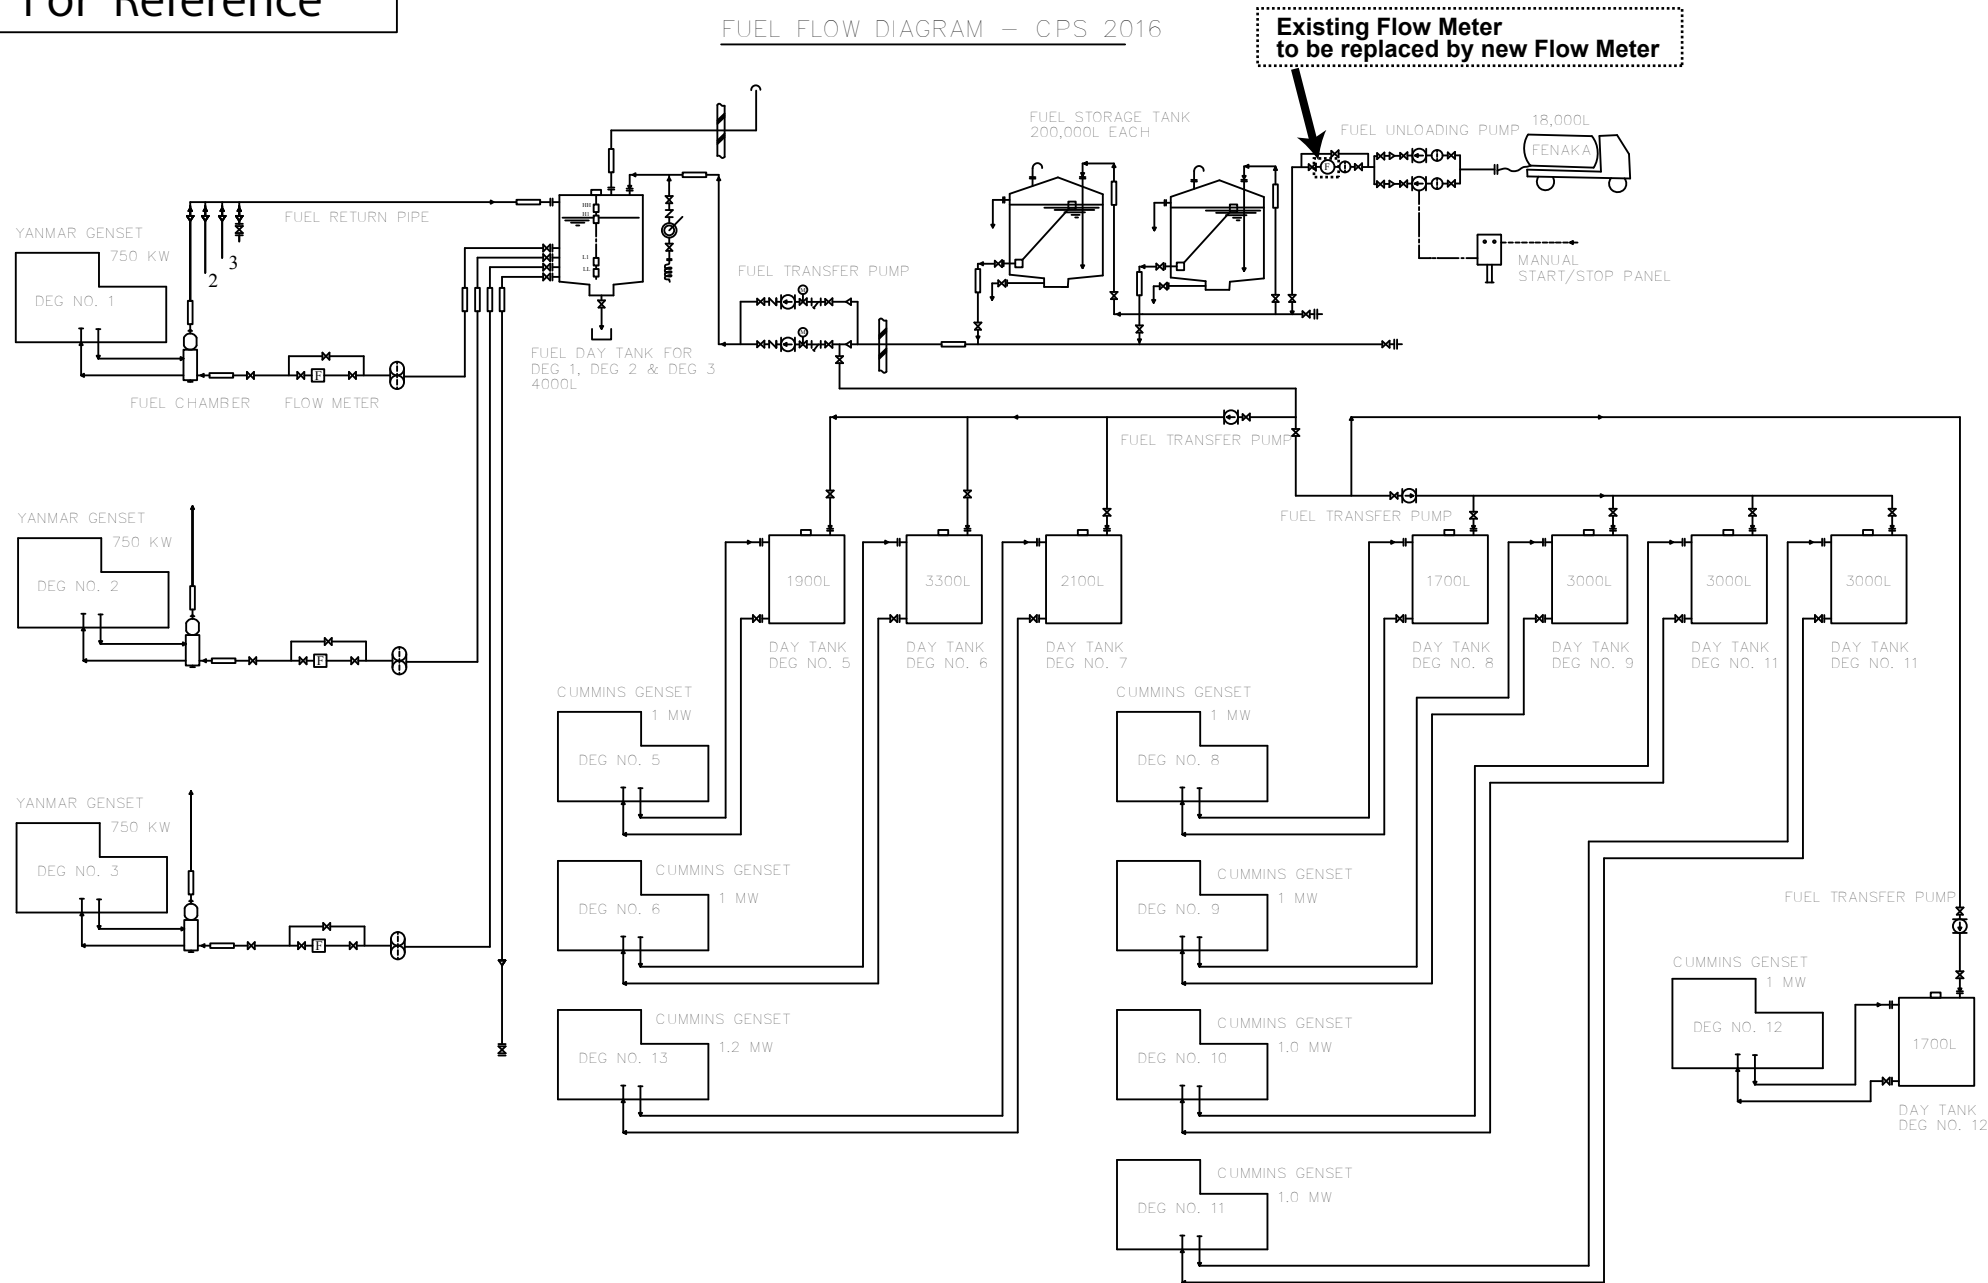 For Reference
FUEL FLOW DIAGRAM – CPS 2016
Existing Flow Meter
to be replaced by new Flow Meter
FUEL STORAGE TANK
200,000L EACH
FUEL UNLOADING PUMP
18,000L
FENAKA
F
MANUAL
START/STOP PANEL
FUEL RETURN PIPE
HH
HL
LL
2
3
YANMAR GENSET
750 KW
DEG NO. 1
FUEL CHAMBER
FLOW METER
F
FUEL TRANSFER PUMP
M
M
FUEL DAY TANK FOR
DEG 1, DEG 2 & DEG 3
4000L
FUEL TRANSFER PUMP
FUEL TRANSFER PUMP
YANMAR GENSET
750 KW
DEG NO. 2
F
1900L
3300L
2100L
1700L
3000L
3000L
3000L
DAY TANK
DEG NO. 5
DAY TANK
DEG NO. 6
DAY TANK
DEG NO. 7
DAY TANK
DEG NO. 8
DAY TANK
DEG NO. 9
DAY TANK
DEG NO. 11
DAY TANK
DEG NO. 11
YANMAR GENSET
750 KW
DEG NO. 3
F
CUMMINS GENSET
1 MW
DEG NO. 5
CUMMINS GENSET
1 MW
DEG NO. 8
CUMMINS GENSET
1 MW
DEG NO. 6
CUMMINS GENSET
1 MW
DEG NO. 9
FUEL TRANSFER PUMP
CUMMINS GENSET
1 MW
DEG NO. 12
1700L
DAY TANK
DEG NO. 12
CUMMINS GENSET
1.2 MW
DEG NO. 13
CUMMINS GENSET
1.0 MW
DEG NO. 10
CUMMINS GENSET
1.0 MW
DEG NO. 11